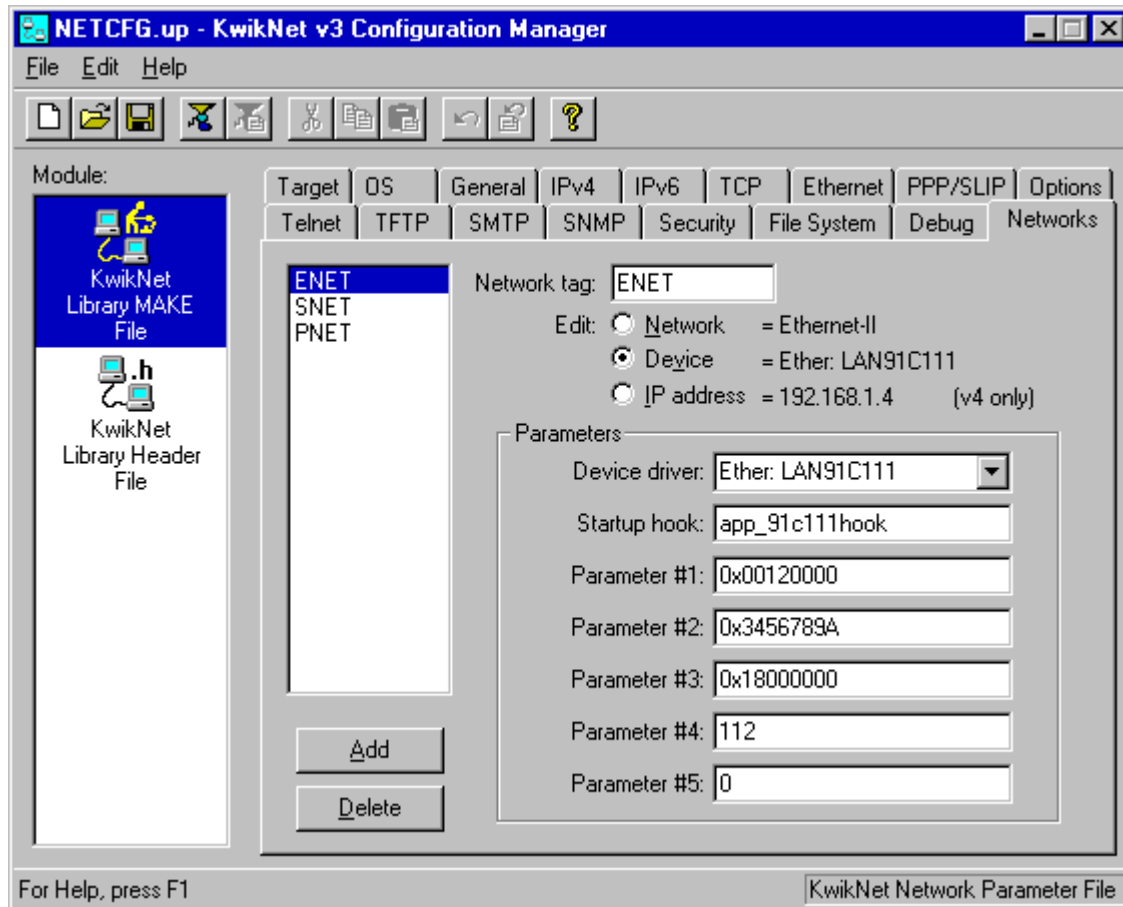 NETCFG.up - KwikNet v3 Configuration Manager
File Edit Help
Module:
KwikNet
Library MAKE
File
.h
KwikNet
Library Header
File
Target OS General IPv4 IPv6 TCP Ethernet PPP/SLIP Options
Telnet TFTP SMTP SNMP Security File System Debug Networks
ENET
SNET
PNET
Add
Delete
Network tag: ENET
Edit: Network = Ethernet-II
Device = Ether: LAN91C111
IP address = 192.168.1.4 (v4 only)
Parameters
Device driver: Ether: LAN91C111
Startup hook: app_91c111hook
Parameter #1: 0x00120000
Parameter #2: 0x3456789A
Parameter #3: 0x18000000
Parameter #4: 112
Parameter #5: 0
For Help, press F1
KwikNet Network Parameter File